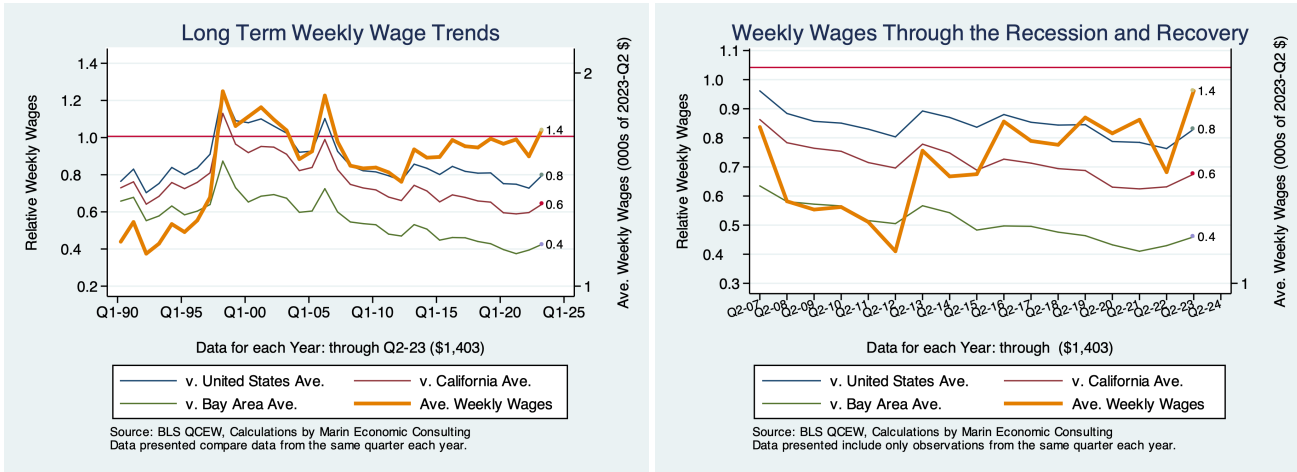 Long Term Weekly Wage Trends
Relative Weekly Wages
1.4
1.2
1.0
0.8
0.6
0.4
0.2
2
1
Ave. Weekly Wages (000s of 2023-Q2 $)
1.4
0.8
0.6
0.4
Q1-90 Q1-95 Q1-00 Q1-05 Q1-10 Q1-15 Q1-20 Q1-25
Data for each Year: through Q2-23 ($1,403)
v. United States Ave. v. California Ave.
v. Bay Area Ave. Ave. Weekly Wages
Source: BLS QCEW, Calculations by Marin Economic Consulting
Data presented compare data from the same quarter each year.
Weekly Wages Through the Recession and Recovery
Relative Weekly Wages
1.1
1.0
0.9
0.8
0.7
0.6
0.5
0.4
0.3
1
Ave. Weekly Wages (000s of 2023-Q2 $)
1.4
0.8
0.6
0.4
Q2-07 Q2-08 Q2-09 Q2-10 Q2-11 Q2-12 Q2-13 Q2-14 Q2-15 Q2-16 Q2-17 Q2-18 Q2-19 Q2-20 Q2-21 Q2-22 Q2-23 Q2-24
Data for each Year: through ($1,403)
v. United States Ave. v. California Ave.
v. Bay Area Ave. Ave. Weekly Wages
Source: BLS QCEW, Calculations by Marin Economic Consulting
Data presented include only observations from the same quarter each year.